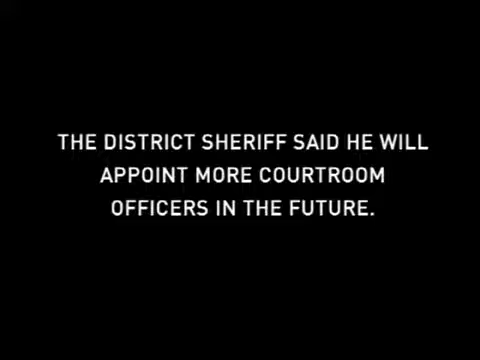 THE DISTRICT SHERIFF SAID HE WILL
APPOINT MORE COURTROOM
OFFICERS IN THE FUTURE.